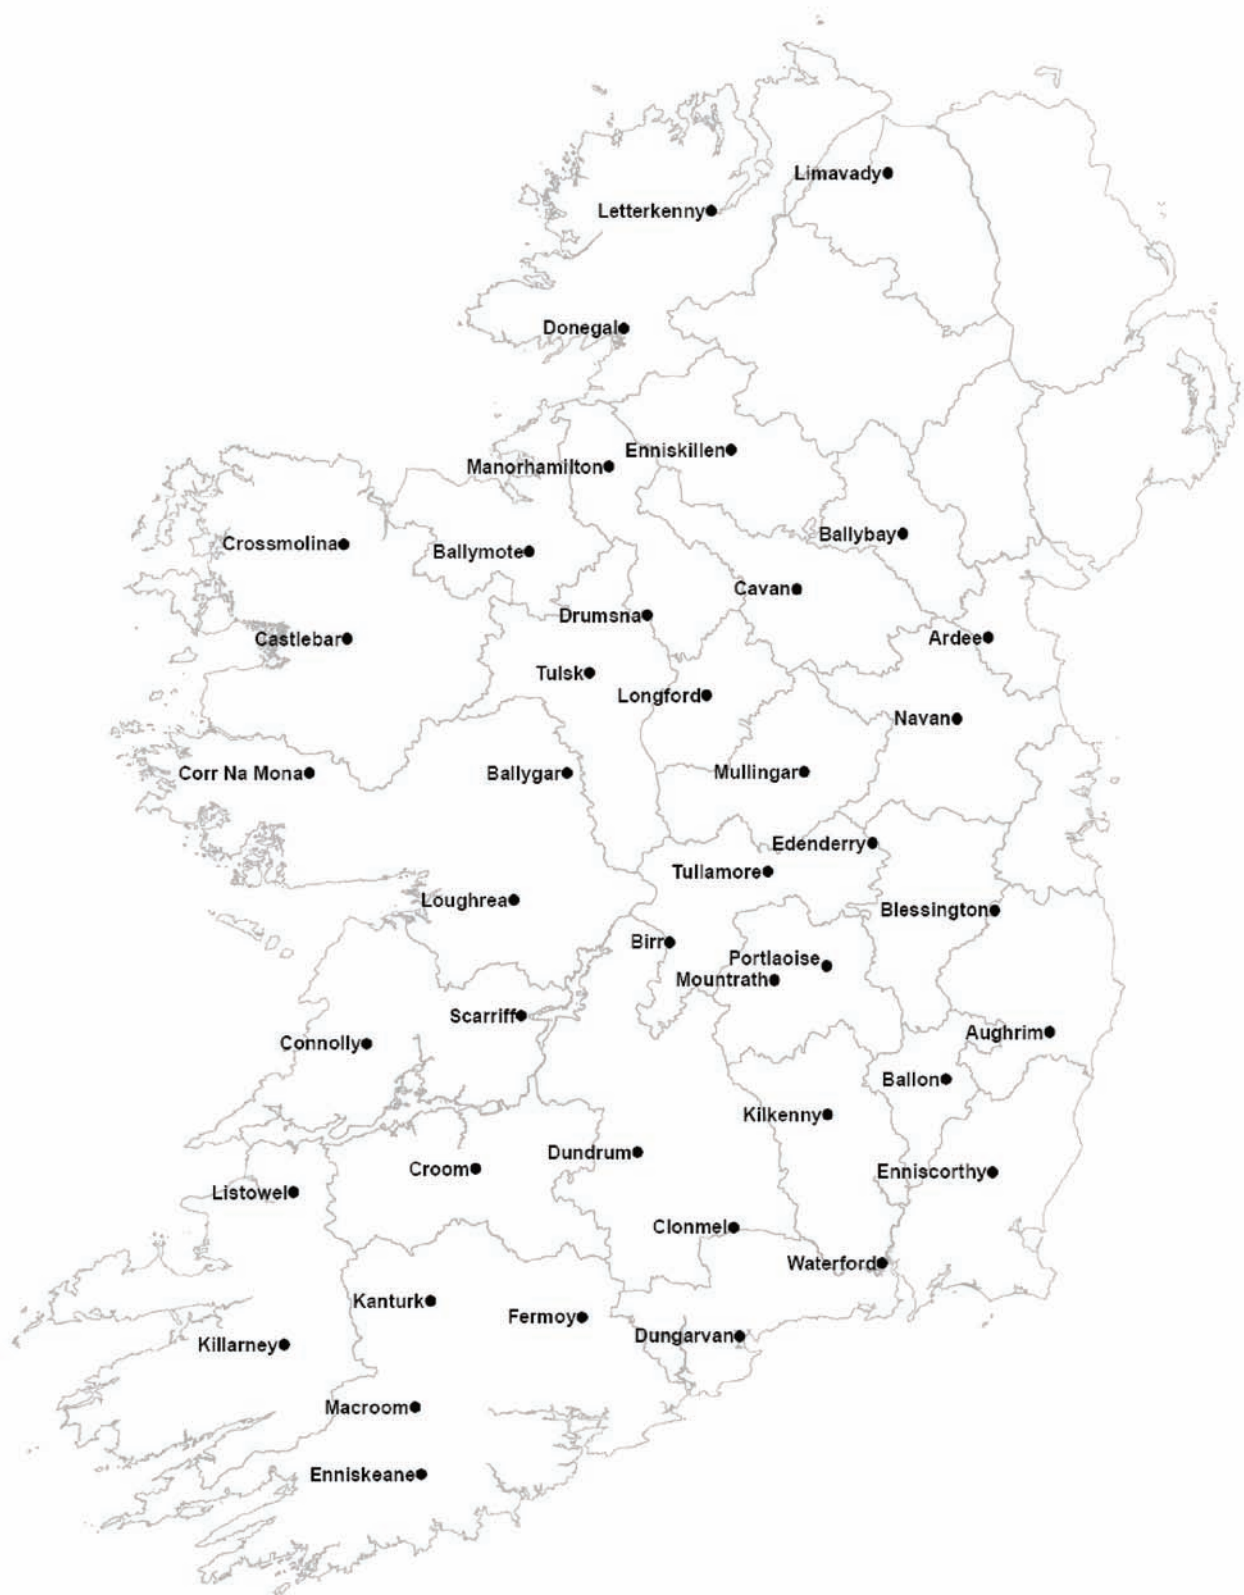 Limavady
Letterkenny
Donegal
Enniskillen
Manorhamilton
Ballybay
Crossmolina
Ballymote
Cavan
Drumsna
Castlebar
Ardee
Tulsk
Longford
Navan
Corr Na Mona
Ballygar
Mullingar
Edenderry
Tullamore
Loughrea
Blessington
Birr
Portlaoise
Mountrath
Scarriff
Aughrim
Connolly
Ballon
Kilkenny
Dundrum
Croom
Enniscorthy
Listowel
Clonmel
Waterford
Kanturk
Fermoy
Dungarvan
Killarney
Macroom
Enniskeane